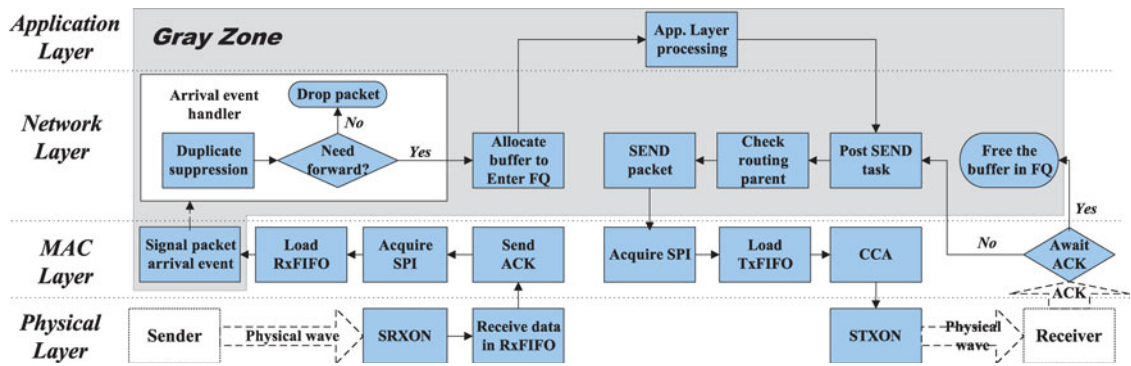 Application
Layer
Gray Zone
App. Layer
processing
Network
Layer
Arrival event
handler
Drop packet
No
Duplicate
suppression
Need
forward?
Yes
Allocate
buffer to
Enter FQ
SEND
packet
Check
routing
parent
Post SEND
task
Free the
buffer in FQ
Yes
MAC
Layer
Signal packet
arrival event
Load
RxFIFO
Acquire
SPI
Send
ACK
Acquire SPI
Load
TxFIFO
CCA
No
Await
ACK
ACK
Physical
Layer
Sender
Physical wave
SRXON
Receive data
in RxFIFO
STXON
Physical
wave
Receiver